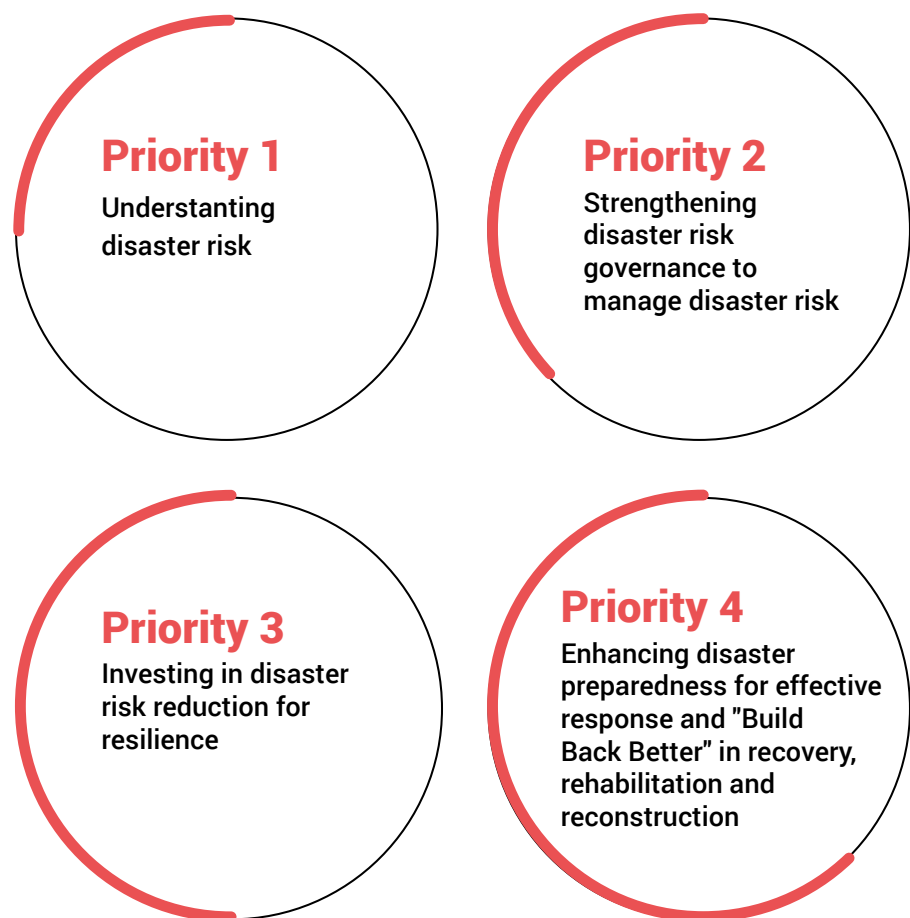 Priority 1
Understanting
disaster risk
Priority 2
Strengthening
disaster risk
governance to
manage disaster risk
Priority 3
Investing in disaster
risk reduction for
resilience
Priority 4
Enhancing disaster
preparedness for effective
response and "Build
Back Better" in recovery,
rehabilitation and
reconstruction